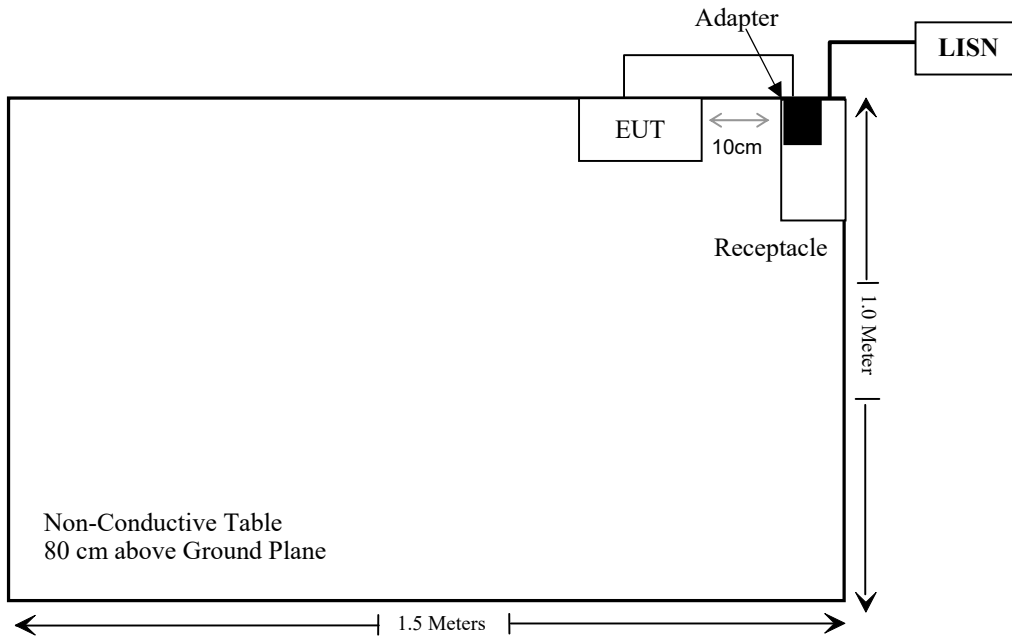 Adapter
LISN
EUT
10cm
Receptacle
1.0 Meter
Non-Conductive Table
80 cm above Ground Plane
1.5 Meters